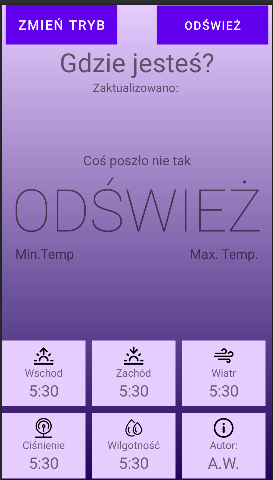 ZMIEŃ TRYB
ODŚWIEŻ
Gdzie jesteś?
Zaktualizowano:
Coś poszło nie tak
ODŚWIEŻ
Min.Temp
Max. Temp.
Wschod
Zachód
Wiatr
5:30
5:30
5:30
Ciśnienie
Wilgotność
Autor:
5:30
5:30
A.W.